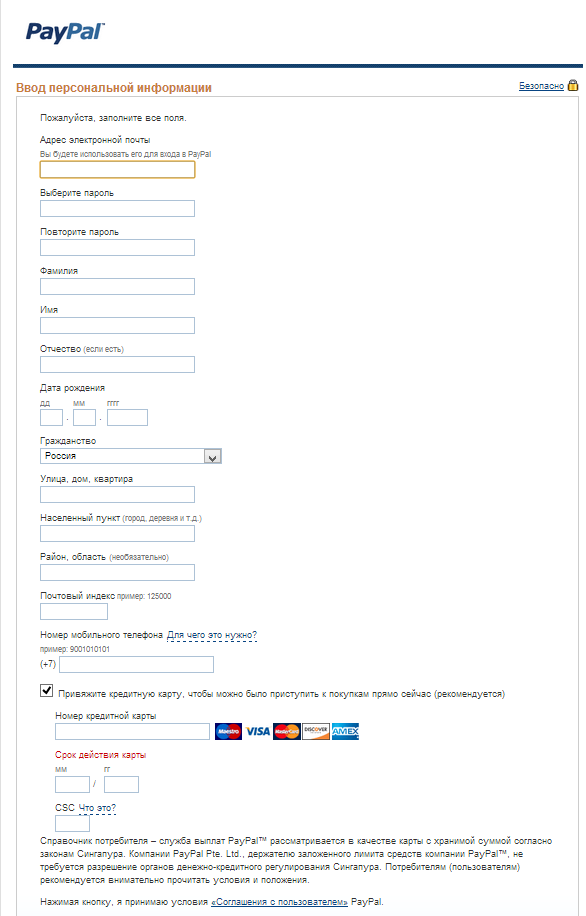 PayPal™
Ввод персональной информации
Безопасно
Пожалуйста, заполните все поля.
Адрес электронной почты
Вы будете использовать его для входа в PayPal
Выберите пароль
Повторите пароль
Фамилия
Имя
Отчество (если есть)
Дата рождения
дд мм гггг
. .
Гражданство
Россия
Улица, дом, квартира
Населенный пункт (город, деревня и т.д.)
Район, область (необязательно)
Почтовый индекс пример: 125000
Номер мобильного телефона Для чего это нужно?
пример: 9001010101
(+7)
Привяжите кредитную карту, чтобы можно было приступить к покупкам прямо сейчас (рекомендуется)
Номер кредитной карты
Maestro VISA MasterCard DISCOVER AMEX
Срок действия карты
мм гг
/
CSC Что это?
Справочник потребителя – служба выплат PayPal™ рассматривается в качестве карты с хранимой суммой согласно
законам Сингапура. Компании PayPal Pte. Ltd., держателю заложенного лимита средств компании PayPal™, не
требуется разрешение органов денежно-кредитного регулирования Сингапура. Потребителям (пользователям)
рекомендуется внимательно прочитать условия и положения.
Нажимая кнопку, я принимаю условия «Соглашения с пользователем» PayPal.